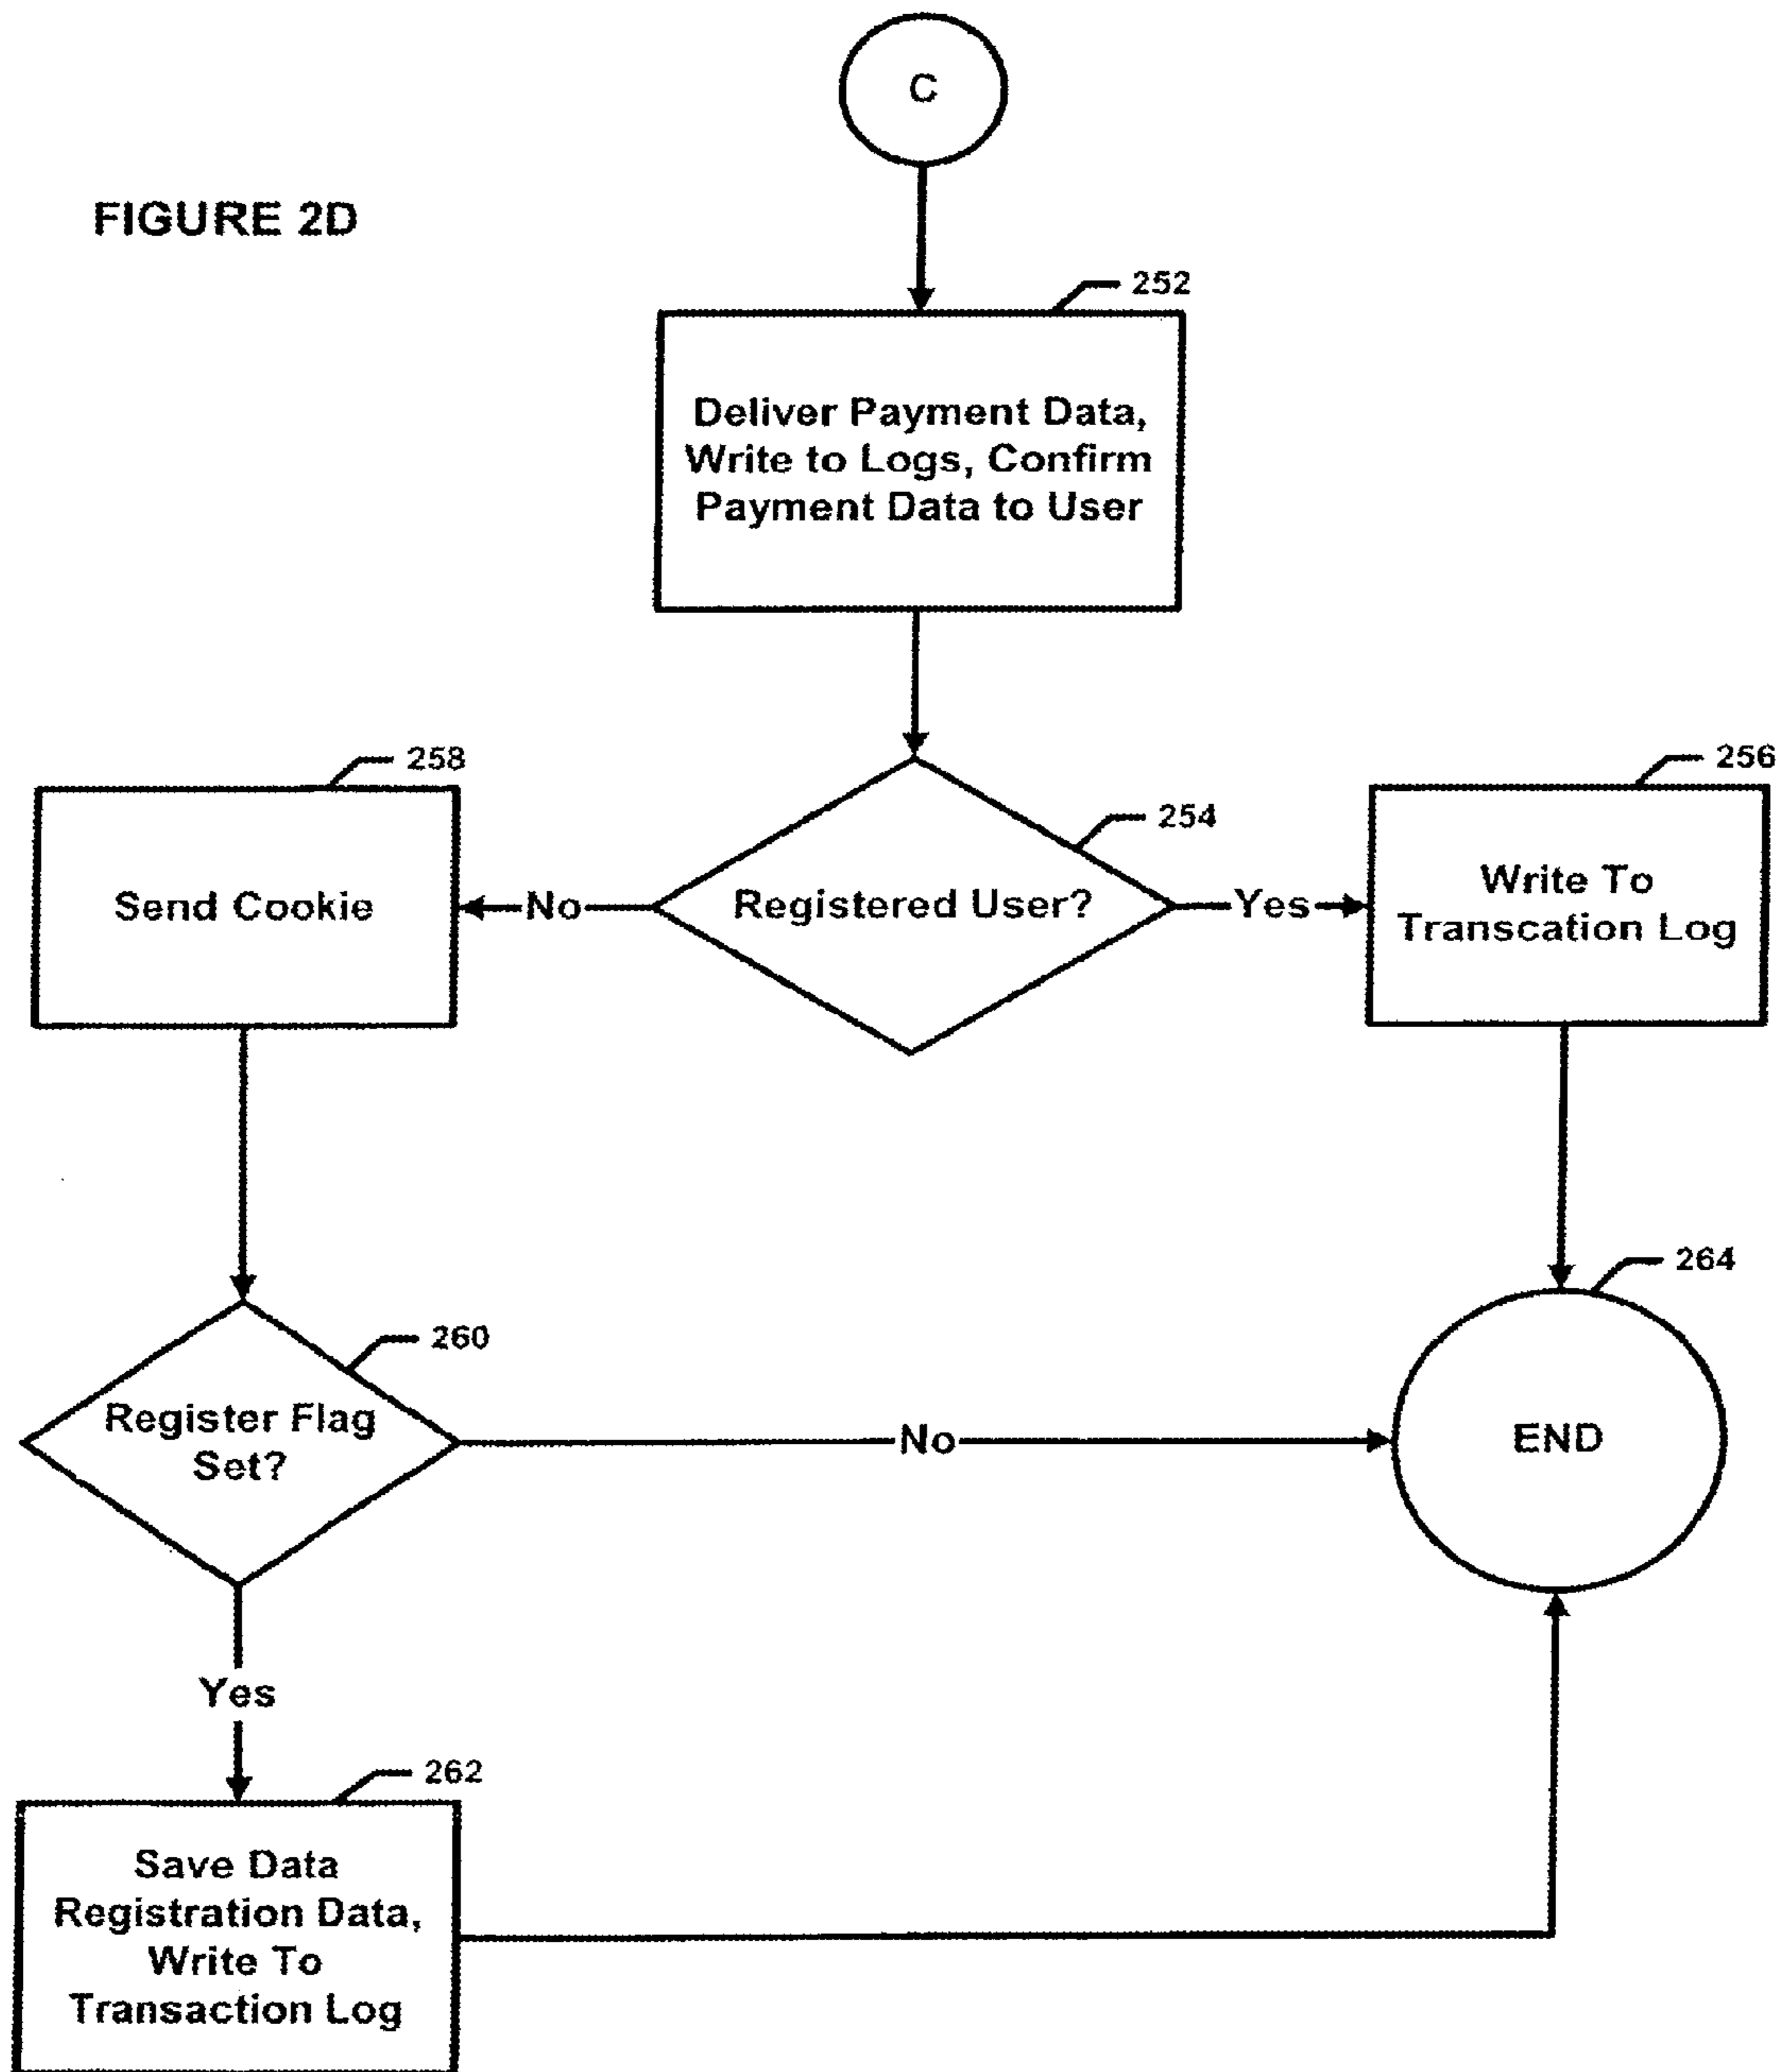 C
FIGURE 2D
252
Deliver Payment Data,
Write to Logs, Confirm
Payment Data to User
258
256
254
Send Cookie
No
Registered User?
Yes
Write To
Transcation Log
264
260
Register Flag
Set?
No
END
Yes
262
Save Data
Registration Data,
Write To
Transaction Log